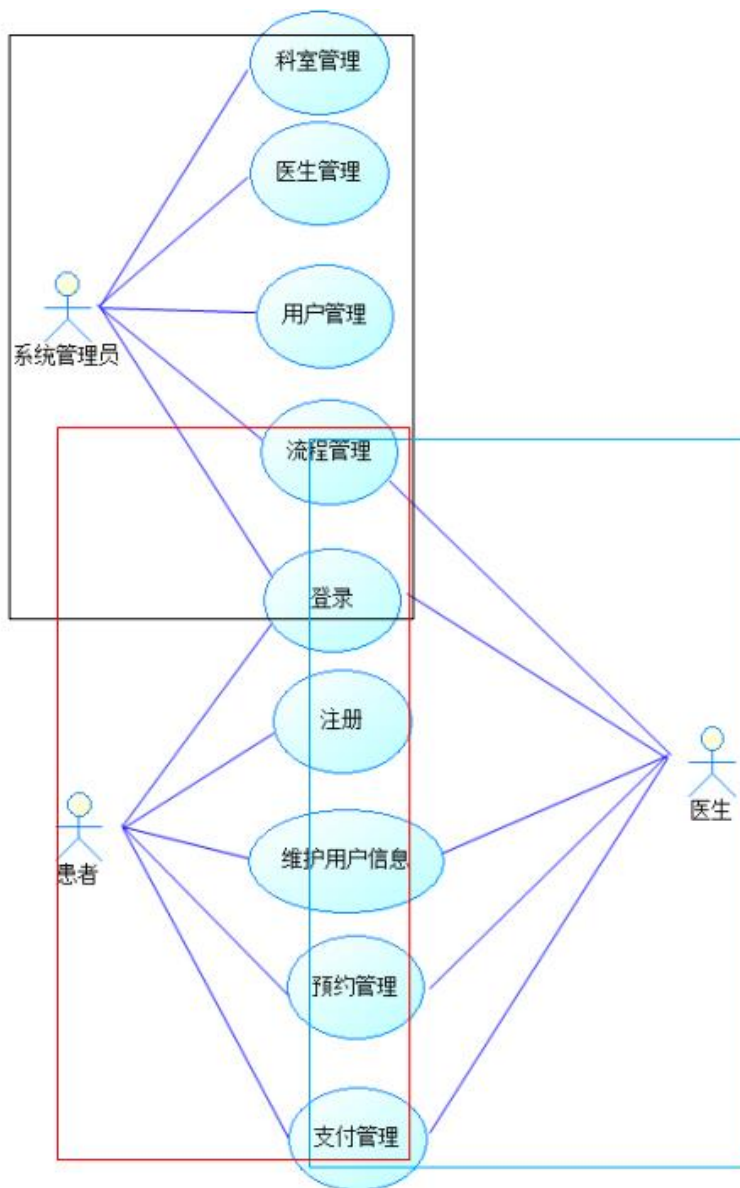 科室管理
医生管理
用户管理
系统管理员
流程管理
登录
注册
医生
维护用户信息
患者
预约管理
支付管理